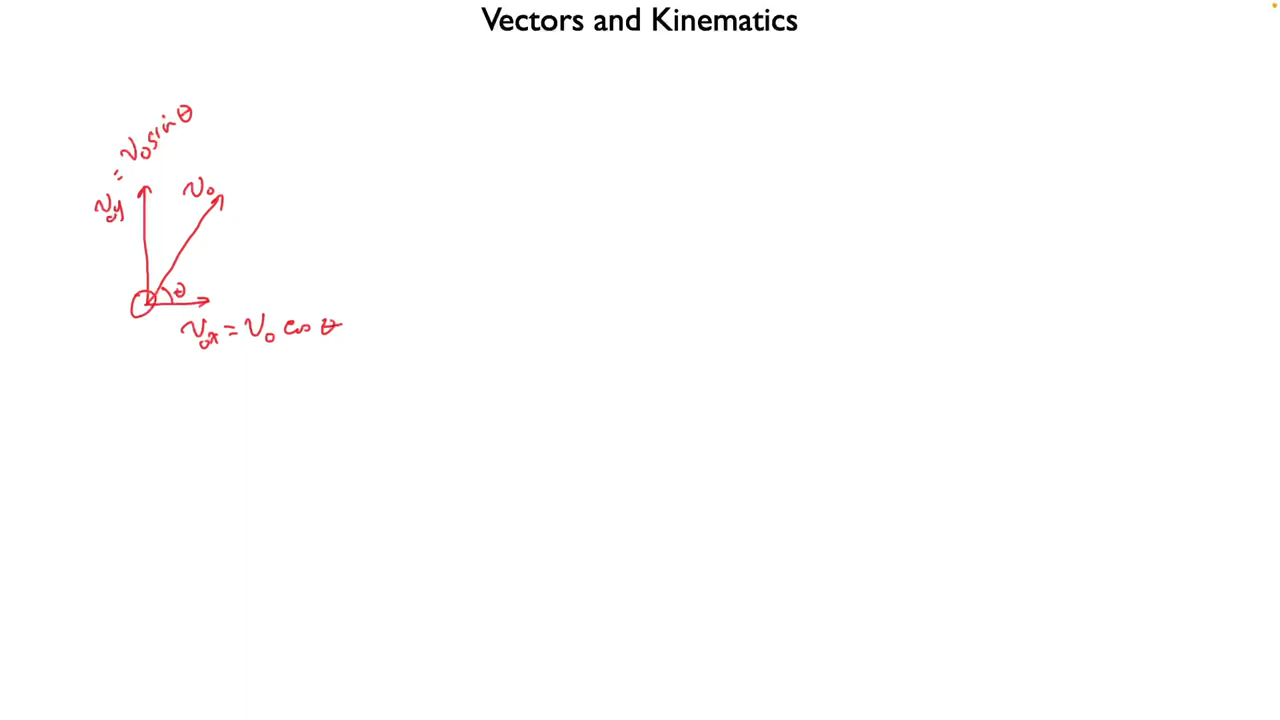 Vectors and Kinematics
v₀y = v₀ sin θ
v₀
θ
v₀x = v₀ cos θ